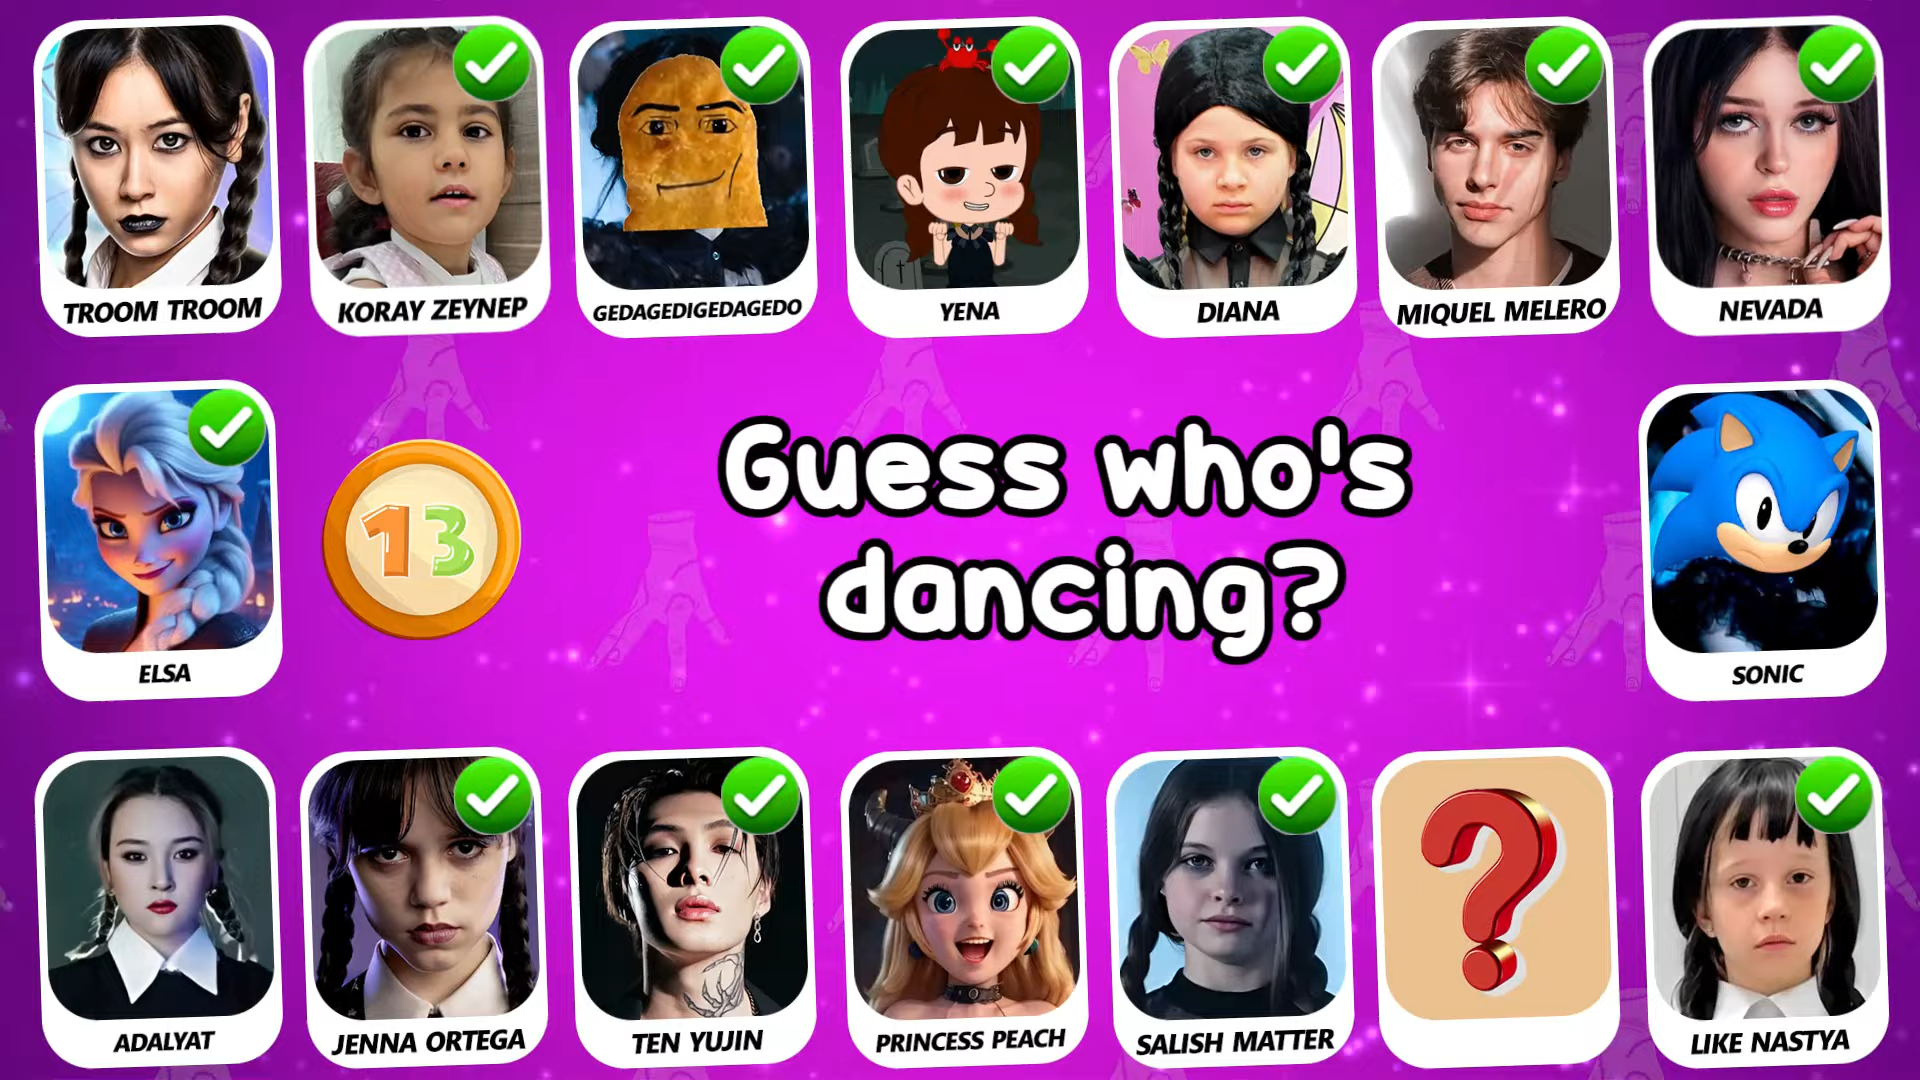 TROOM TROOM
KORAY ZEYNEP
GEDAGEDIGEDAGEDO
YENA
DIANA
MIQUEL MELERO
NEVADA
ELSA
13
Guess who's
dancing?
SONIC
ADALYAT
JENNA ORTEGA
TEN YUJIN
PRINCESS PEACH
SALISH MATTER
?
LIKE NASTYA